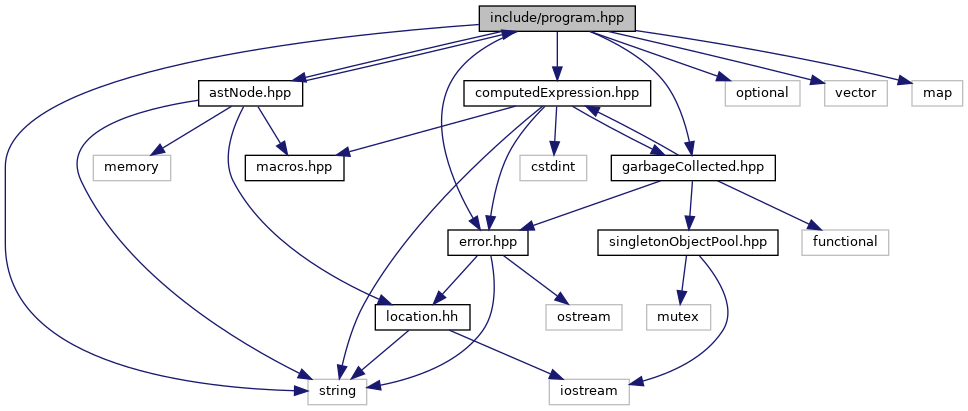 include/program.hpp
astNode.hpp
computedExpression.hpp
optional
vector
map
memory
macros.hpp
cstdint
garbageCollected.hpp
error.hpp
singletonObjectPool.hpp
functional
location.hh
ostream
mutex
string
iostream